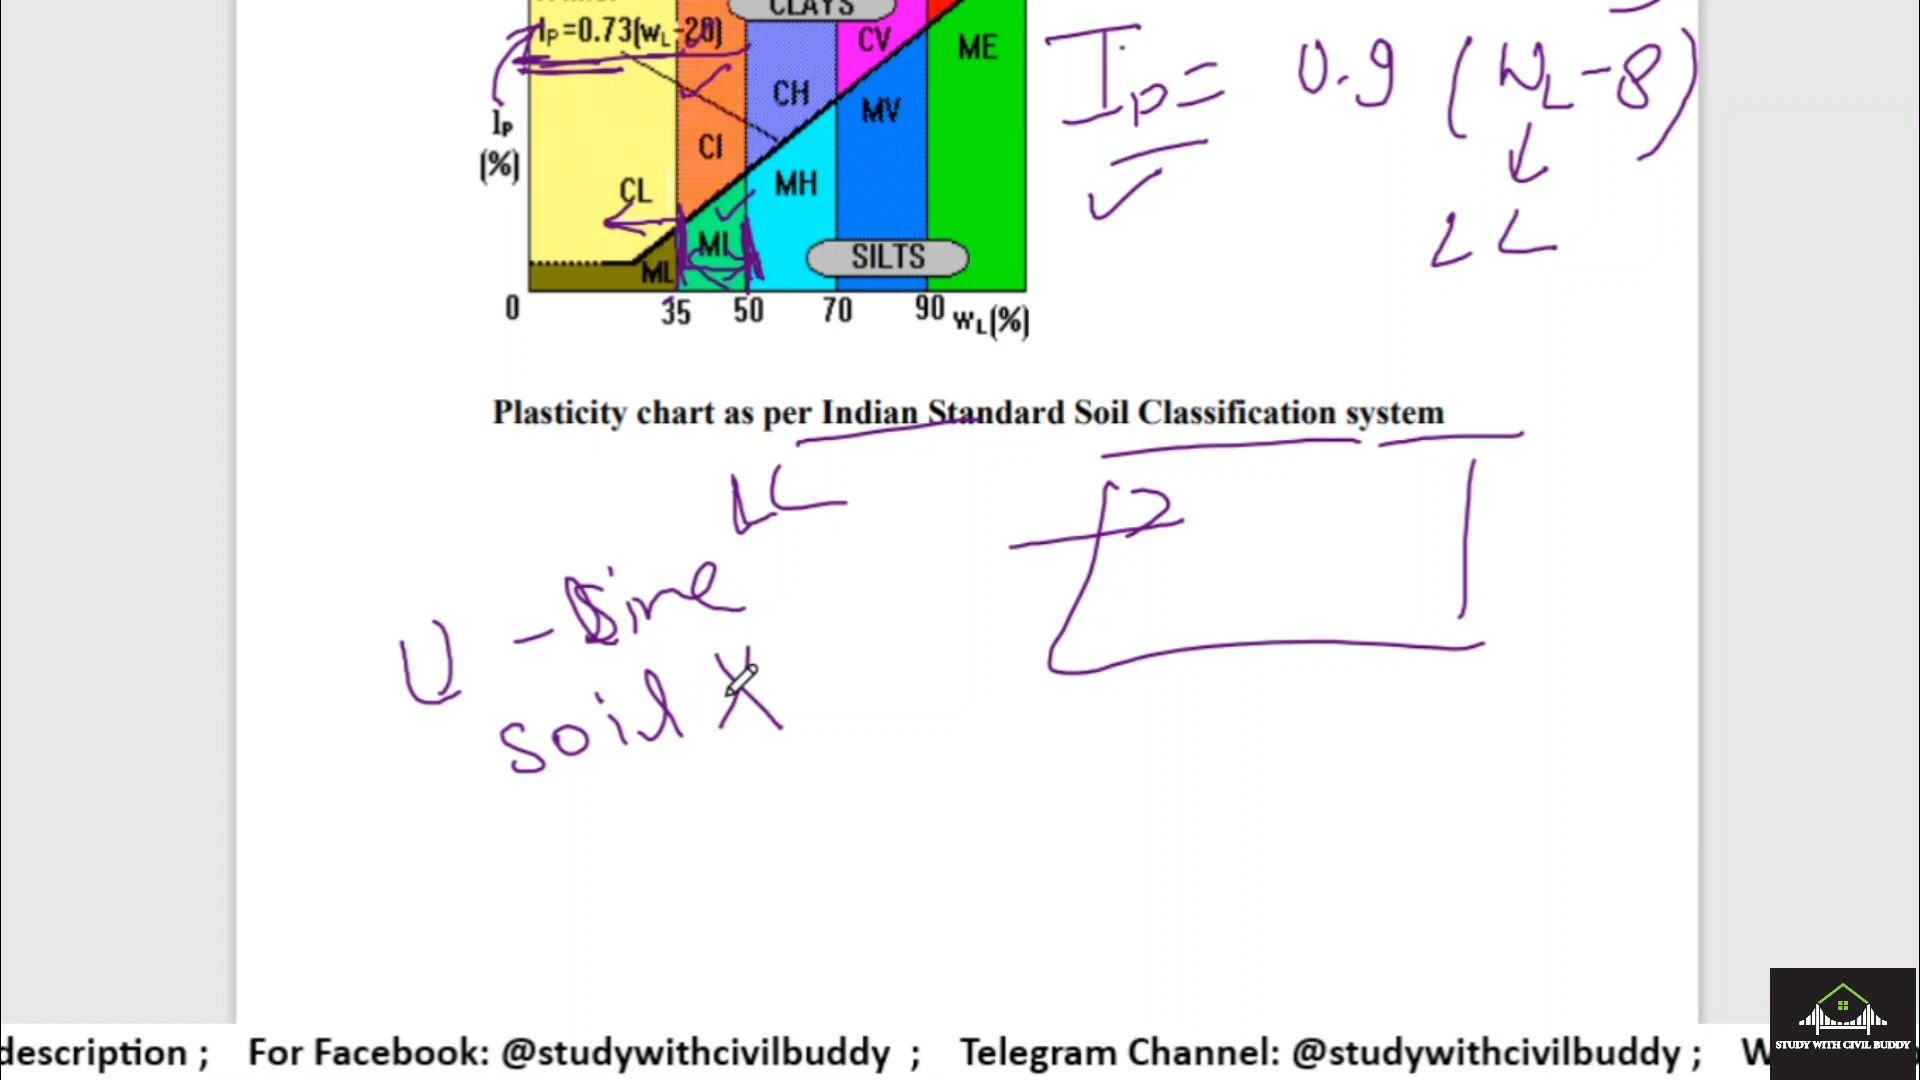 CLAYS
Ip=0.73(wL-20)
CV
ME
Ip = 0.9 (WL-8)
CH
MV
Ip
(%)
CI
CL
MH
LL
MI
SILTS
ML
0 35 50 70 90 wL(%)
Plasticity chart as per Indian Standard Soil Classification system
LL
U - line
soil X
description ; For Facebook: @studywithcivilbuddy ; Telegram Channel: @studywithcivilbuddy ; W
STUDY WITH CIVIL BUDDY